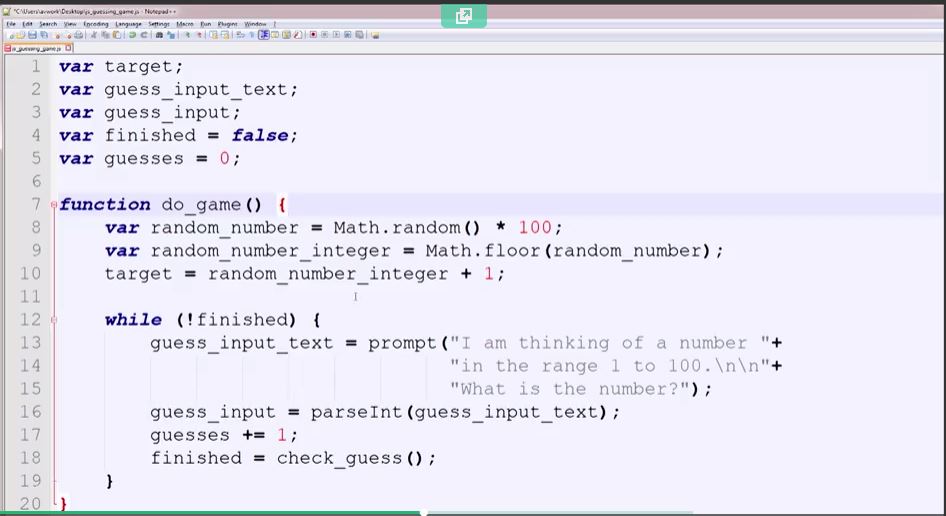 *C:\Users\avwork\Desktop\js_guessing_game.js - Notepad++
File Edit Search View Encoding Language Settings Macro Run Plugins Window ?
js_guessing_game.js
1 var target;
2 var guess_input_text;
3 var guess_input;
4 var finished = false;
5 var guesses = 0;
6
7 function do_game() {
8 var random_number = Math.random() * 100;
9 var random_number_integer = Math.floor(random_number);
10 target = random_number_integer + 1;
11
12 while (!finished) {
13 guess_input_text = prompt("I am thinking of a number "+
14 "in the range 1 to 100.\n\n"+
15 "What is the number?");
16 guess_input = parseInt(guess_input_text);
17 guesses += 1;
18 finished = check_guess();
19 }
20 }